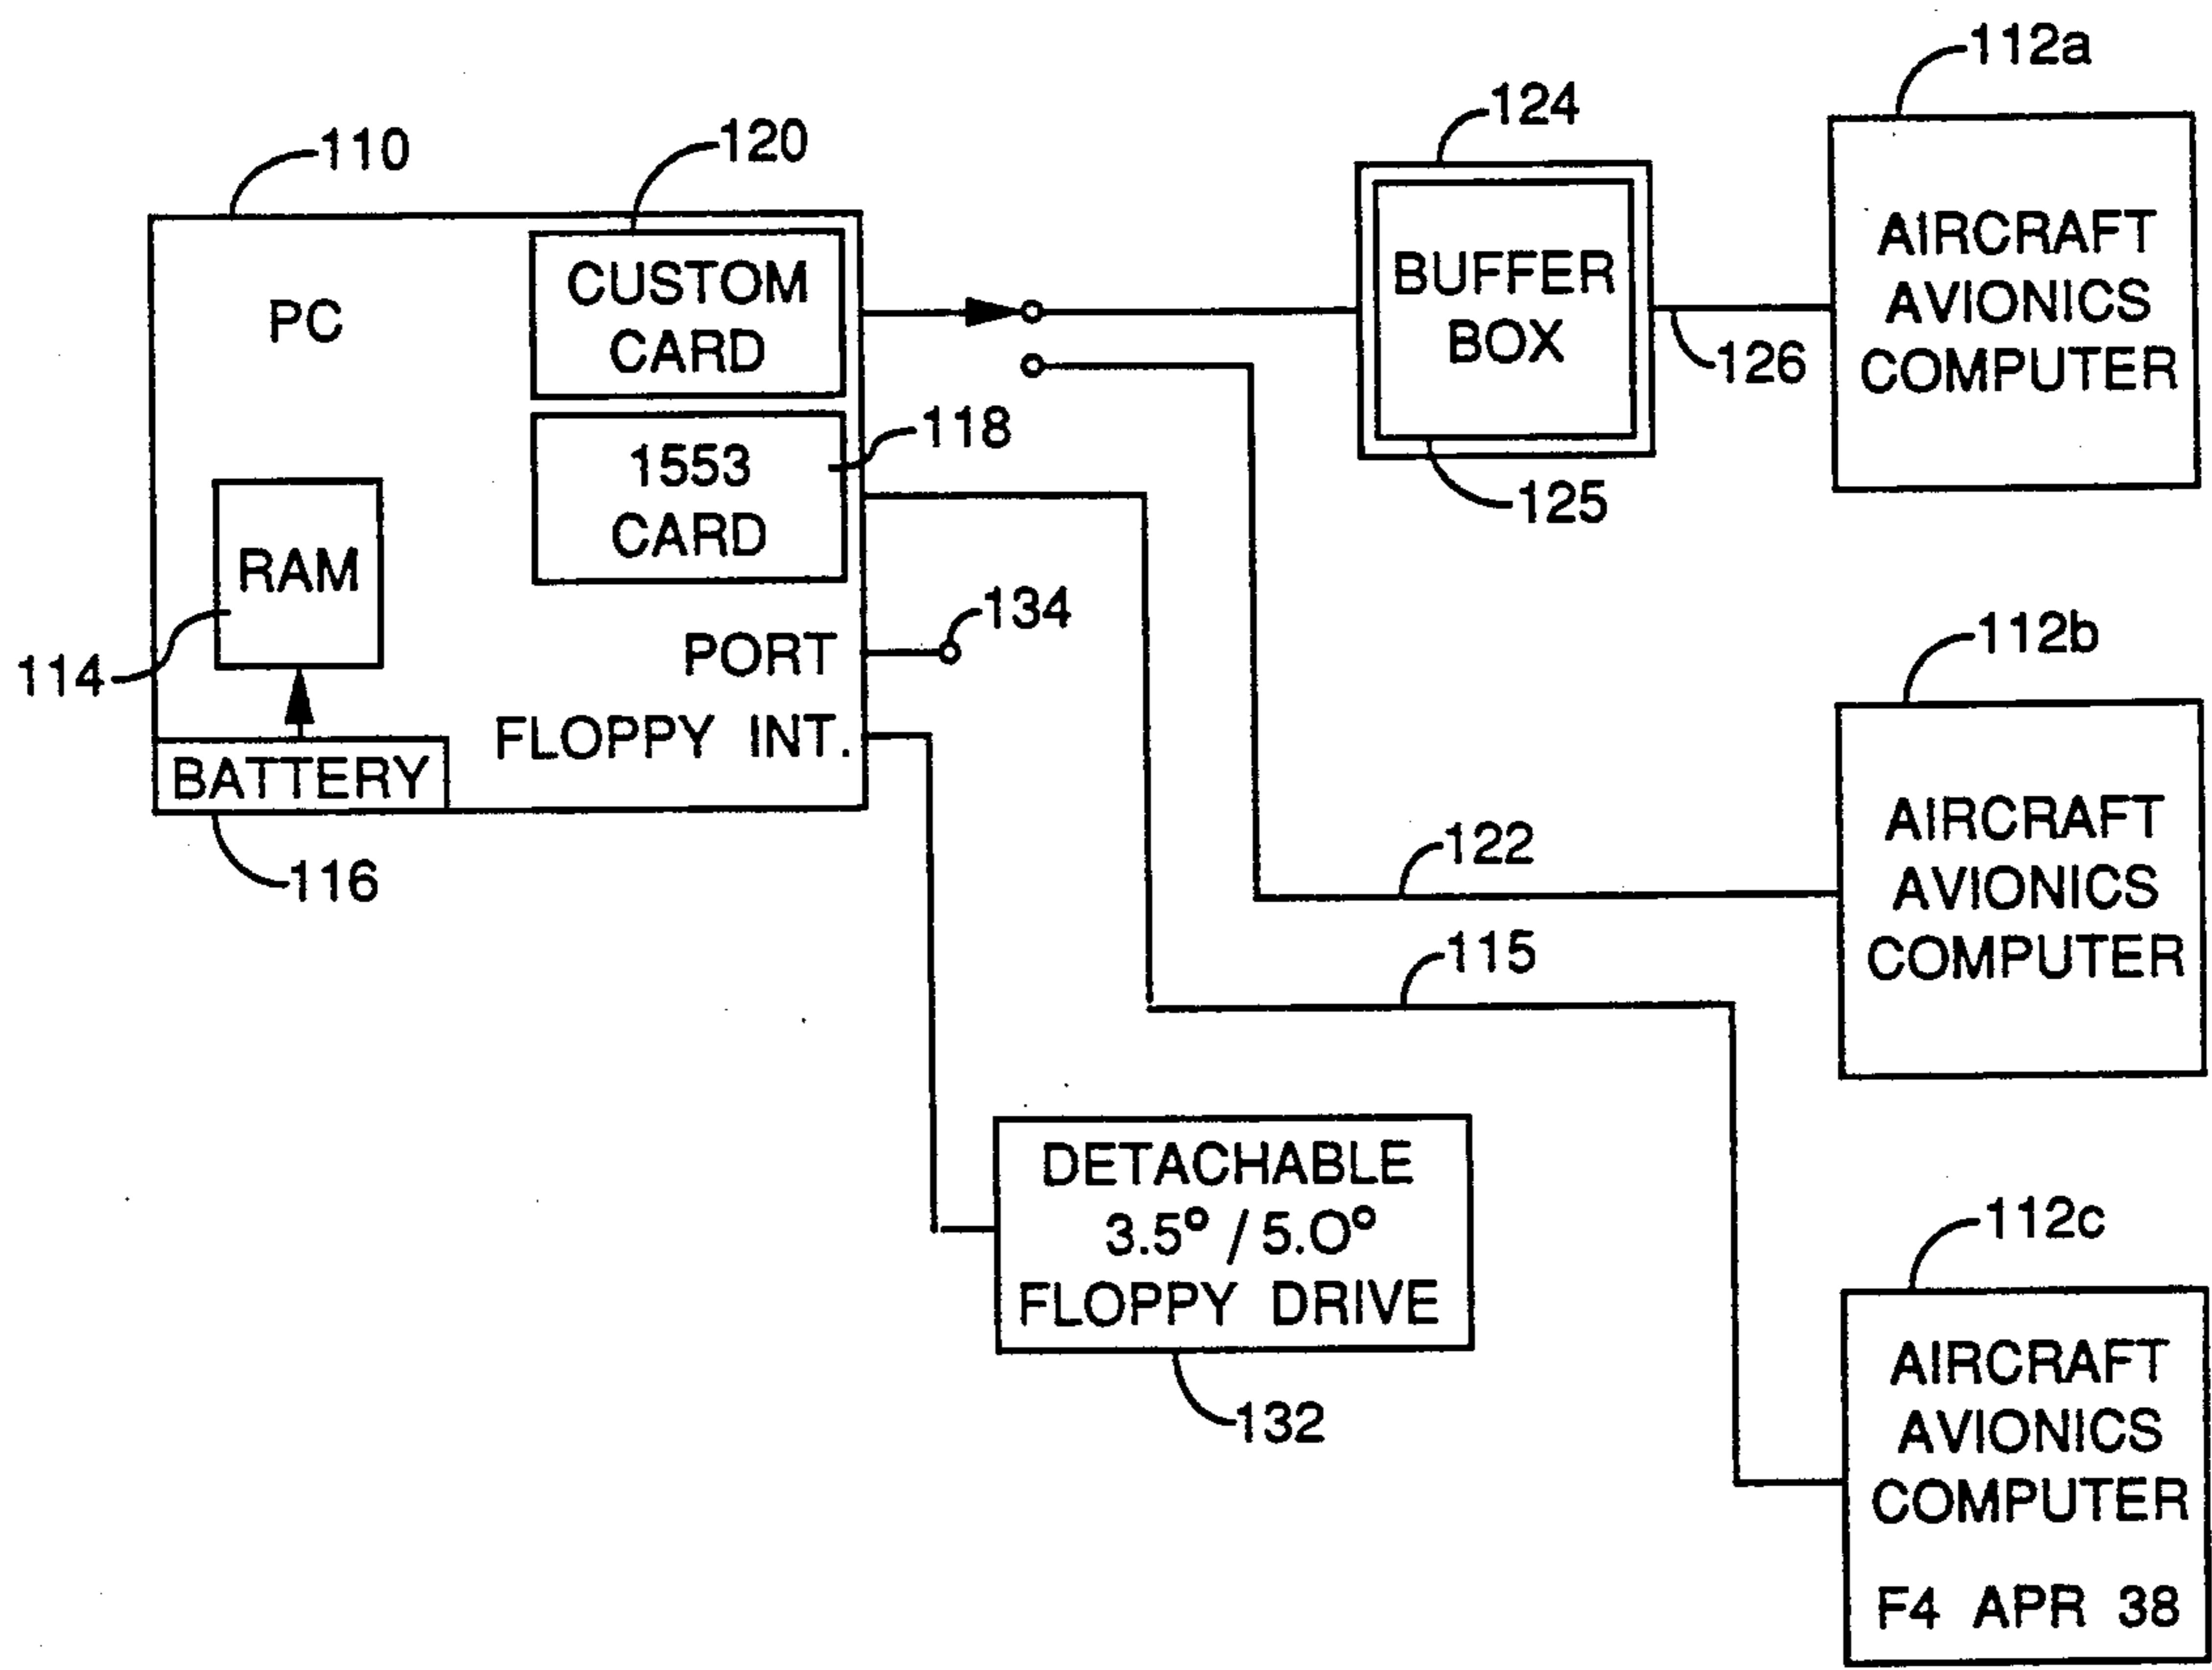 110
PC
120
CUSTOM
CARD
1553
CARD
118
RAM
114
PORT
134
FLOPPY INT.
BATTERY
116
124
BUFFER
BOX
125
126
112a
AIRCRAFT
AVIONICS
COMPUTER
112b
AIRCRAFT
AVIONICS
COMPUTER
122
115
DETACHABLE
3.5° / 5.0°
FLOPPY DRIVE
132
112c
AIRCRAFT
AVIONICS
COMPUTER
F4 APR 38